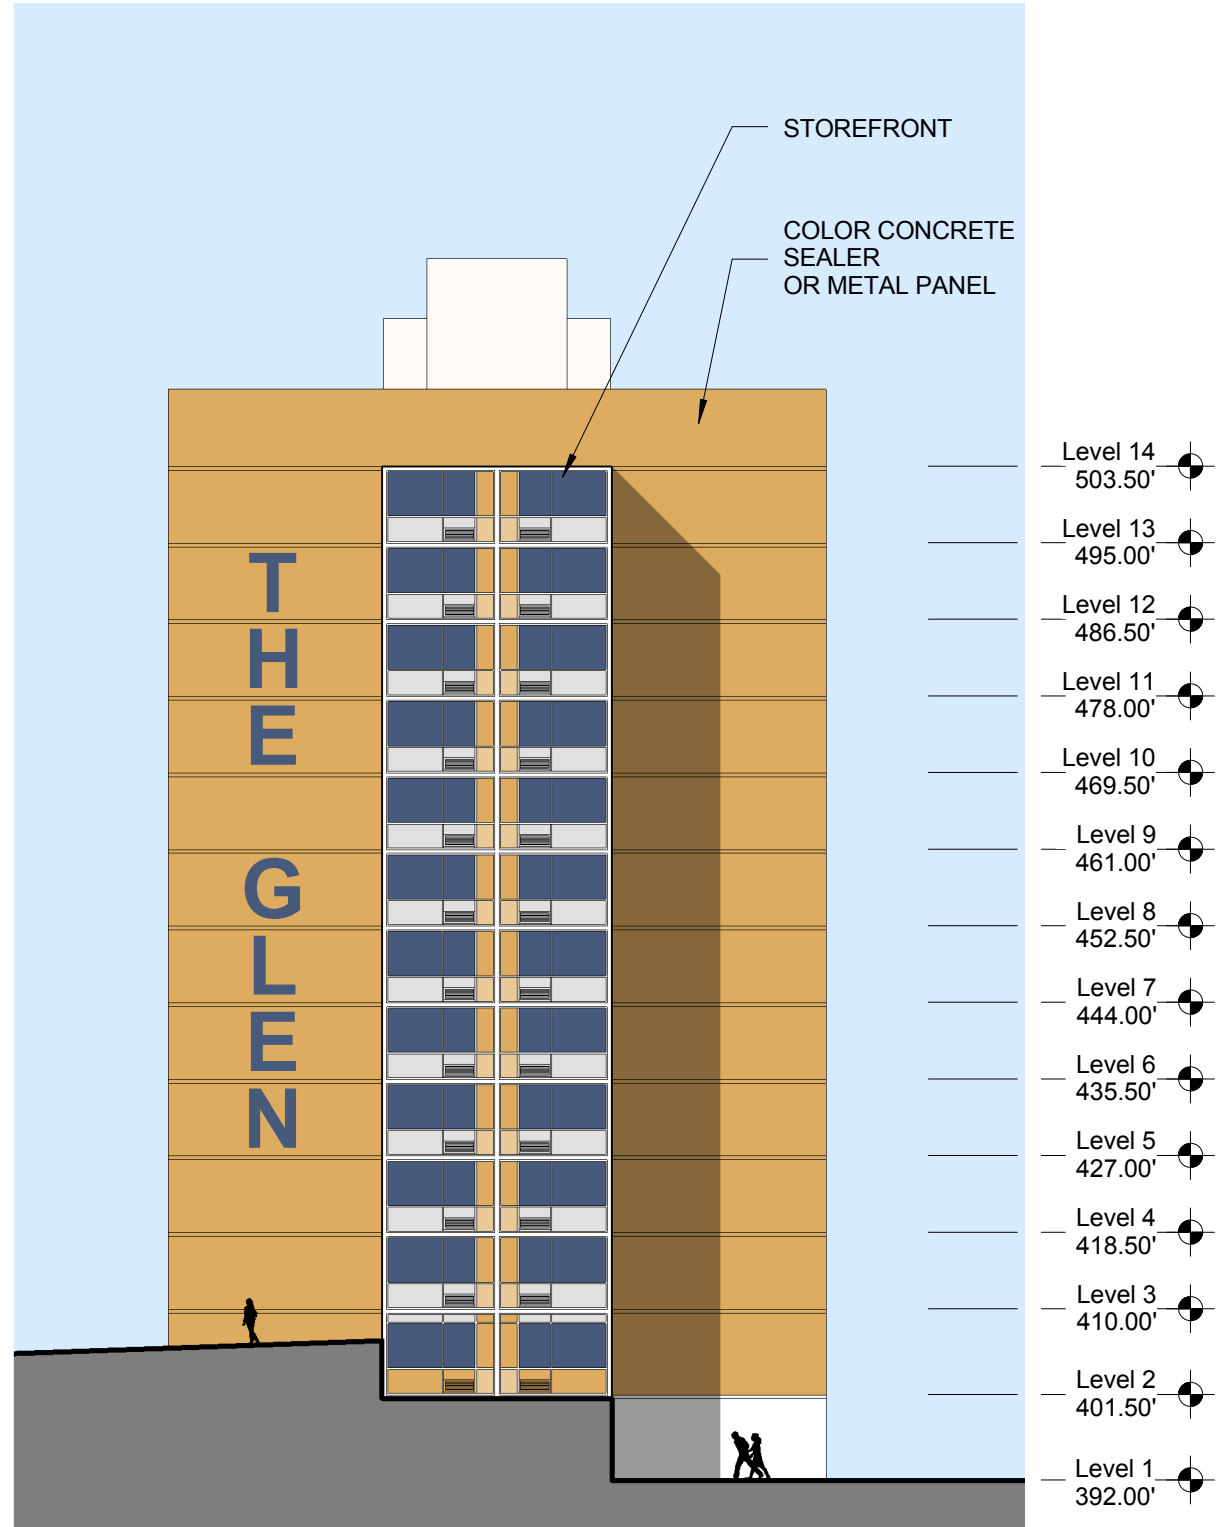 STOREFRONT
COLOR CONCRETE
SEALER
OR METAL PANEL
THE
GLEN
Level 14
503.50'
Level 13
495.00'
Level 12
486.50'
Level 11
478.00'
Level 10
469.50'
Level 9
461.00'
Level 8
452.50'
Level 7
444.00'
Level 6
435.50'
Level 5
427.00'
Level 4
418.50'
Level 3
410.00'
Level 2
401.50'
Level 1
392.00'